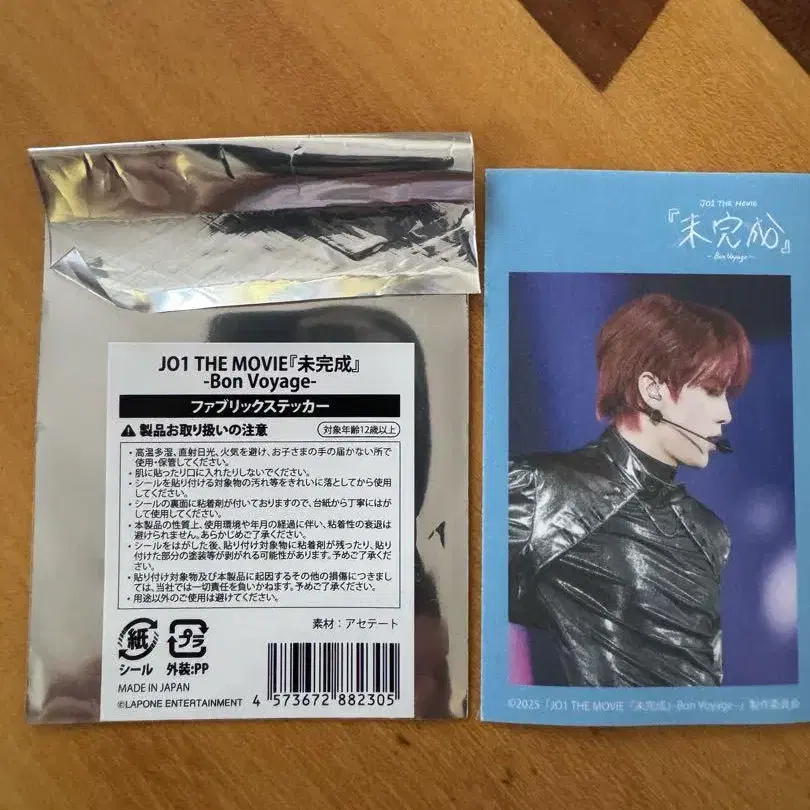 JO1 THE MOVIE『未完成』
-Bon Voyage-
ファブリックステッカー
製品お取り扱いの注意
対象年齢12歳以上
・高温多湿、直射日光、火気を避け、お子さまの手の届かない所で
使用・保管してください。
・肌に貼ったり口に入れたりしないでください。
・シールを貼り付ける対象物の汚れ等をきれいに落としてから使用
してください。
・シールの裏面に粘着剤が付いておりますので、台紙から丁寧にはが
して使用してください。
・本製品の性質上、使用環境や年月の経過に伴い、粘着性の衰退は
避けられません。あらかじめご了承ください。
・シールをはがした後、貼り付け対象物に粘着剤が残ったり、貼り
付けた部分の塗装等が剥がれる可能性があります。予めご了承くだ
さい。
・貼り付け対象物及び本製品に起因するその他の損傷につきまし
ては、当社では一切責任を負いかねます。予めご了承ください。
・用途以外のご使用は避けてください。
素材：アセテート
紙
プラ
シール
外装:PP
MADE IN JAPAN
©LAPONE ENTERTAINMENT
4 573672 882305
JO1 THE MOVIE
『未完成』
-Bon Voyage-
©2025「JO1 THE MOVIE『未完成』-Bon Voyage-」製作委員会